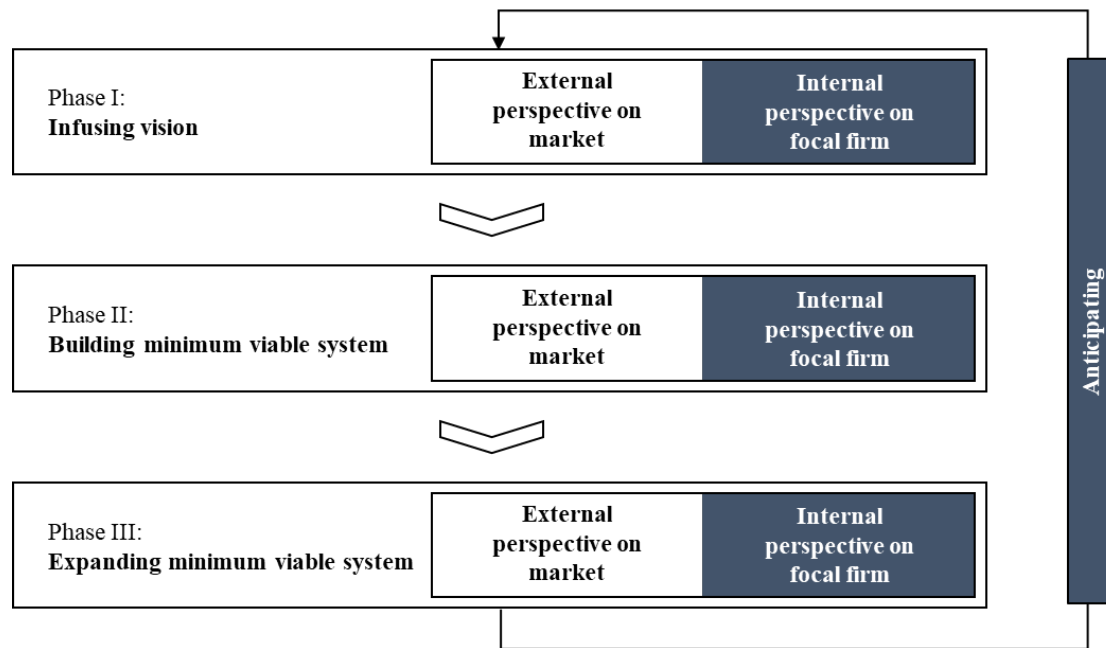 Phase I:
Infusing vision
External
perspective on
market
Internal
perspective on
focal firm
Phase II:
Building minimum viable system
External
perspective on
market
Internal
perspective on
focal firm
Phase III:
Expanding minimum viable system
External
perspective on
market
Internal
perspective on
focal firm
Anticipating